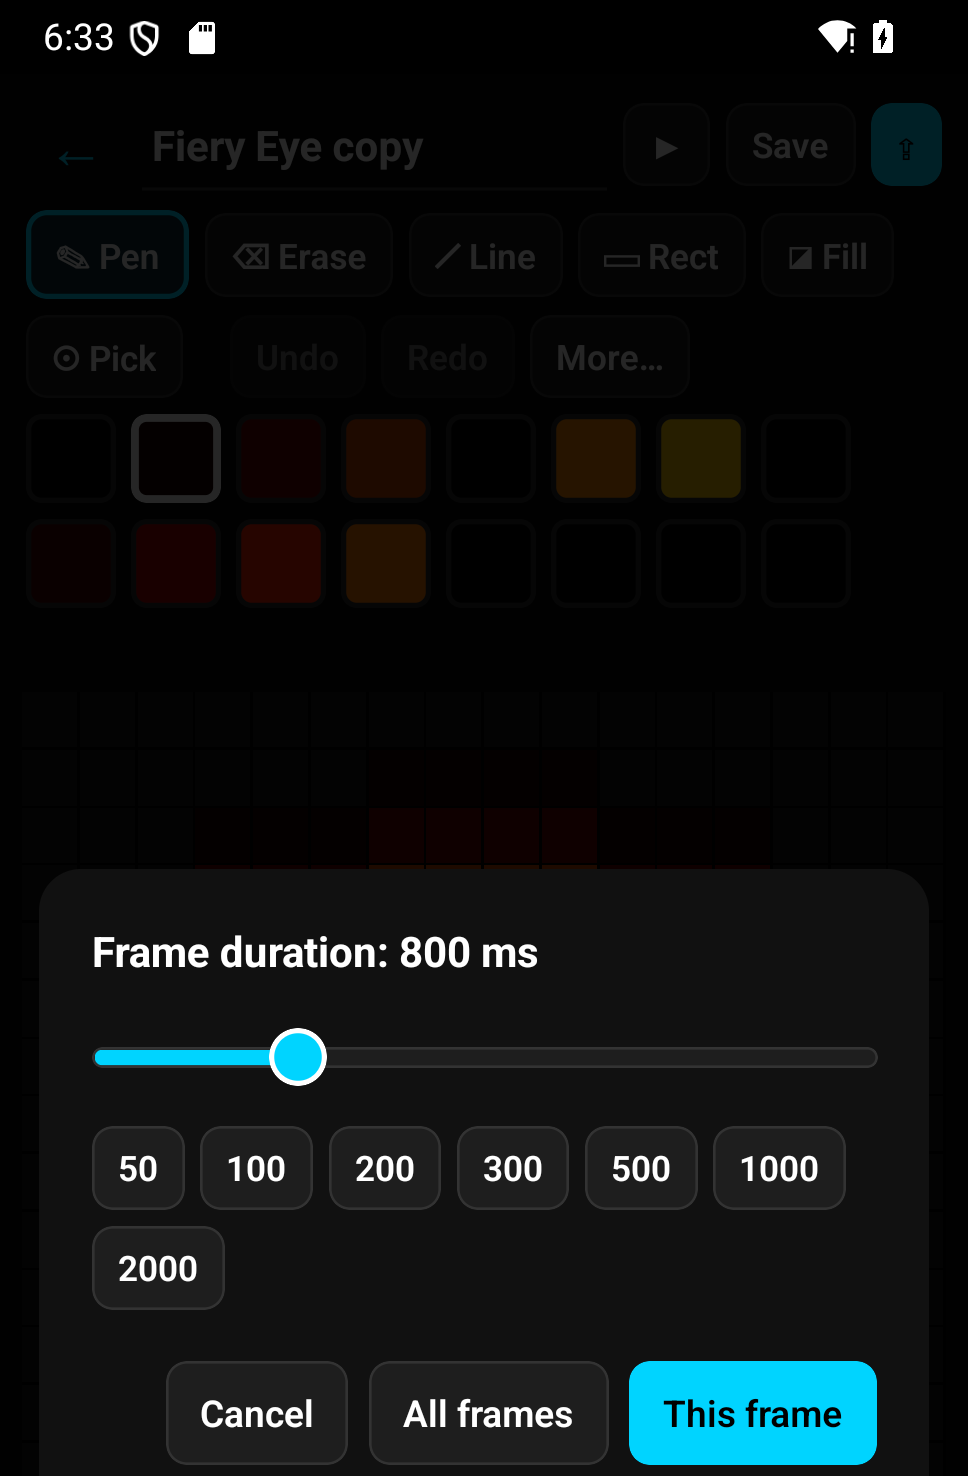 6:33
← Fiery Eye copy ▶ Save ⇪
✎ Pen ⌫ Erase ╱ Line ▭ Rect ◪ Fill
⊙ Pick Undo Redo More…
Frame duration: 800 ms
50 100 200 300 500 1000
2000
Cancel All frames This frame